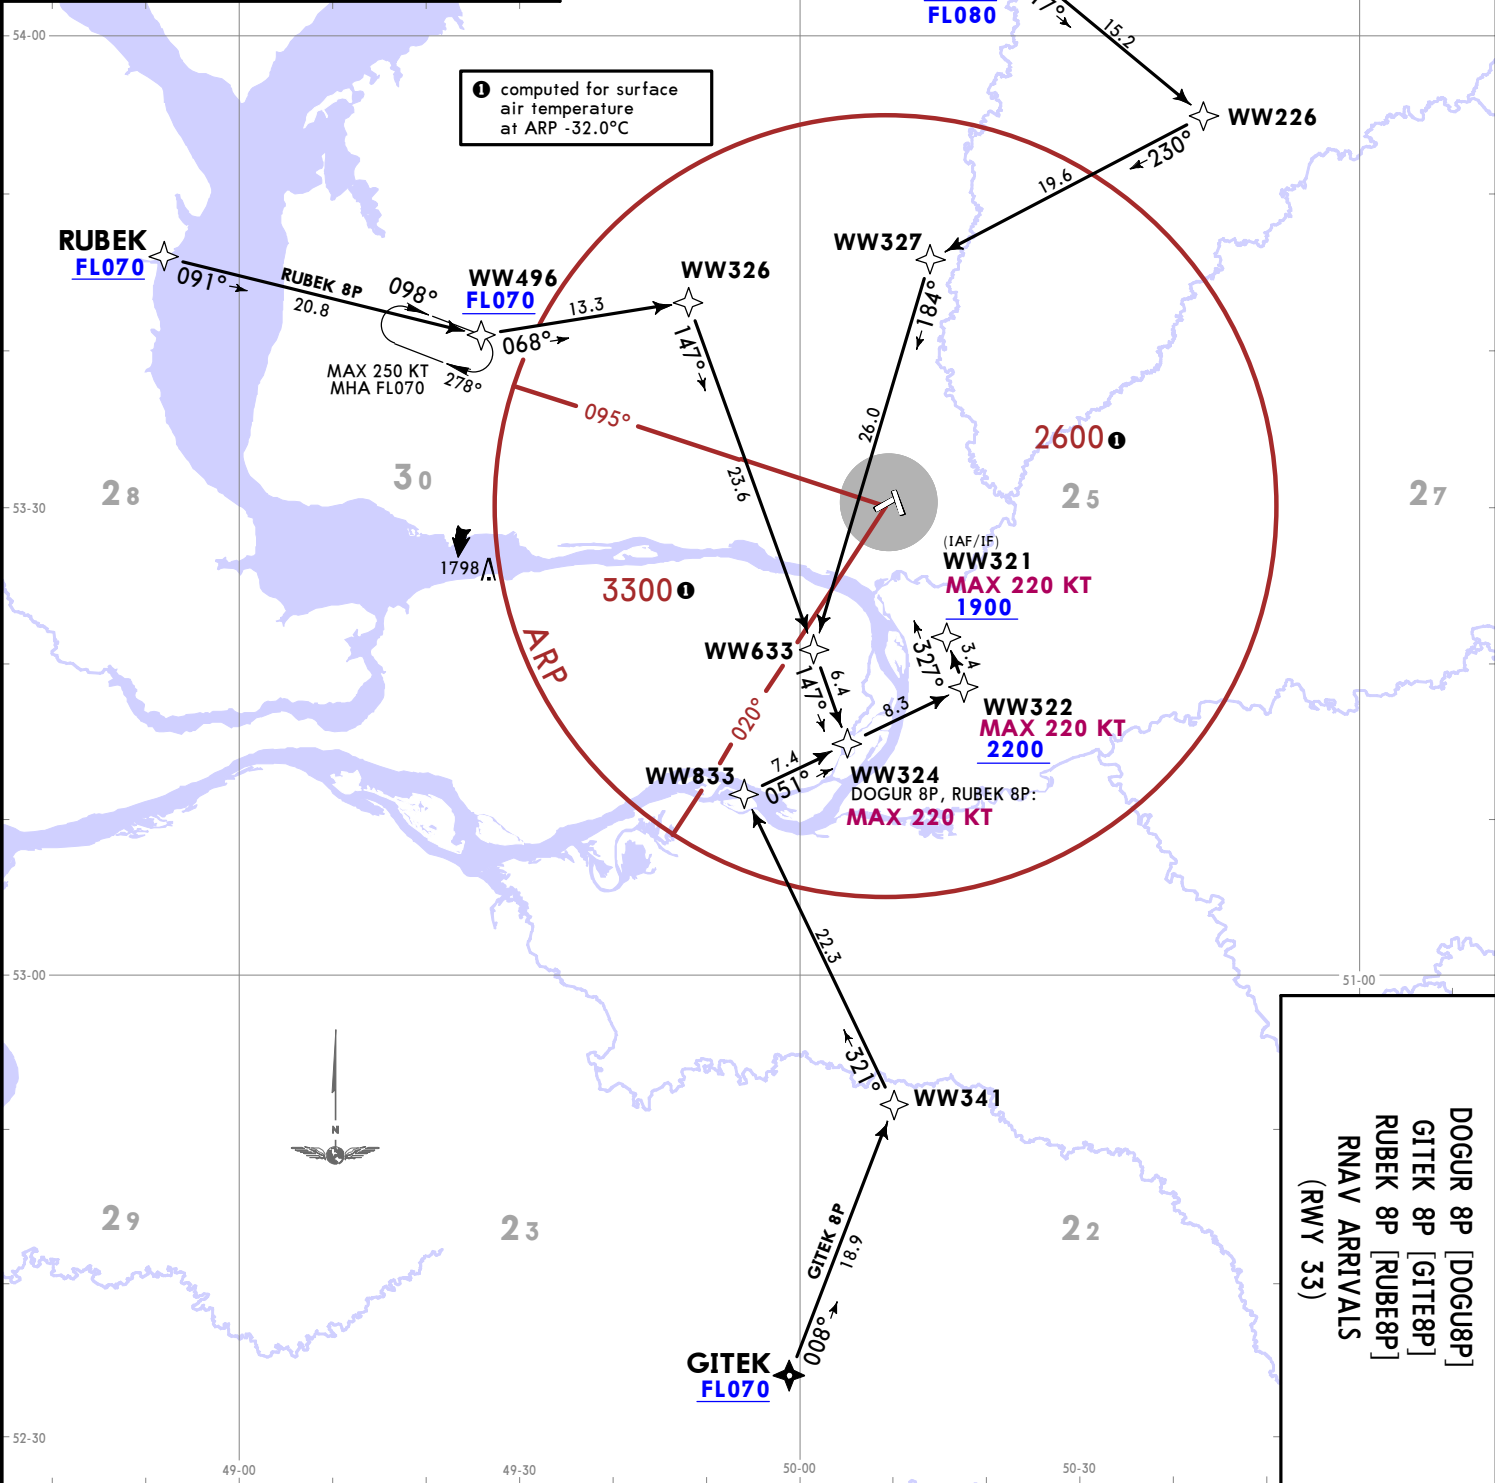 FL080
17°
15.2
54-00
❶ computed for surface
air temperature
at ARP -32.0°C
WW226
230°
19.6
RUBEK
FL070
091°
RUBEK 8P
20.8
098°
WW496
FL070
13.3
068°
MAX 250 KT
MHA FL070
278°
WW326
147°
WW327
184°
26.0
095°
23.6
2600❶
28
30
25
27
53-30
1798
3300❶
ARP
(IAF/IF)
WW321
MAX 220 KT
1900
3.4
327°
WW633
6.4
147°
020°
8.3
WW322
MAX 220 KT
2200
WW833
7.4
051°
WW324
DOGUR 8P, RUBEK 8P:
MAX 220 KT
22.3
53-00
51-00
321°
WW341
N
29
23
22
GITEK 8P
18.9
008°
GITEK
FL070
DOGUR 8P [DOGU8P]
GITEK 8P [GITE8P]
RUBEK 8P [RUBE8P]
RNAV ARRIVALS
(RWY 33)
52-30
49-00
49-30
50-00
50-30